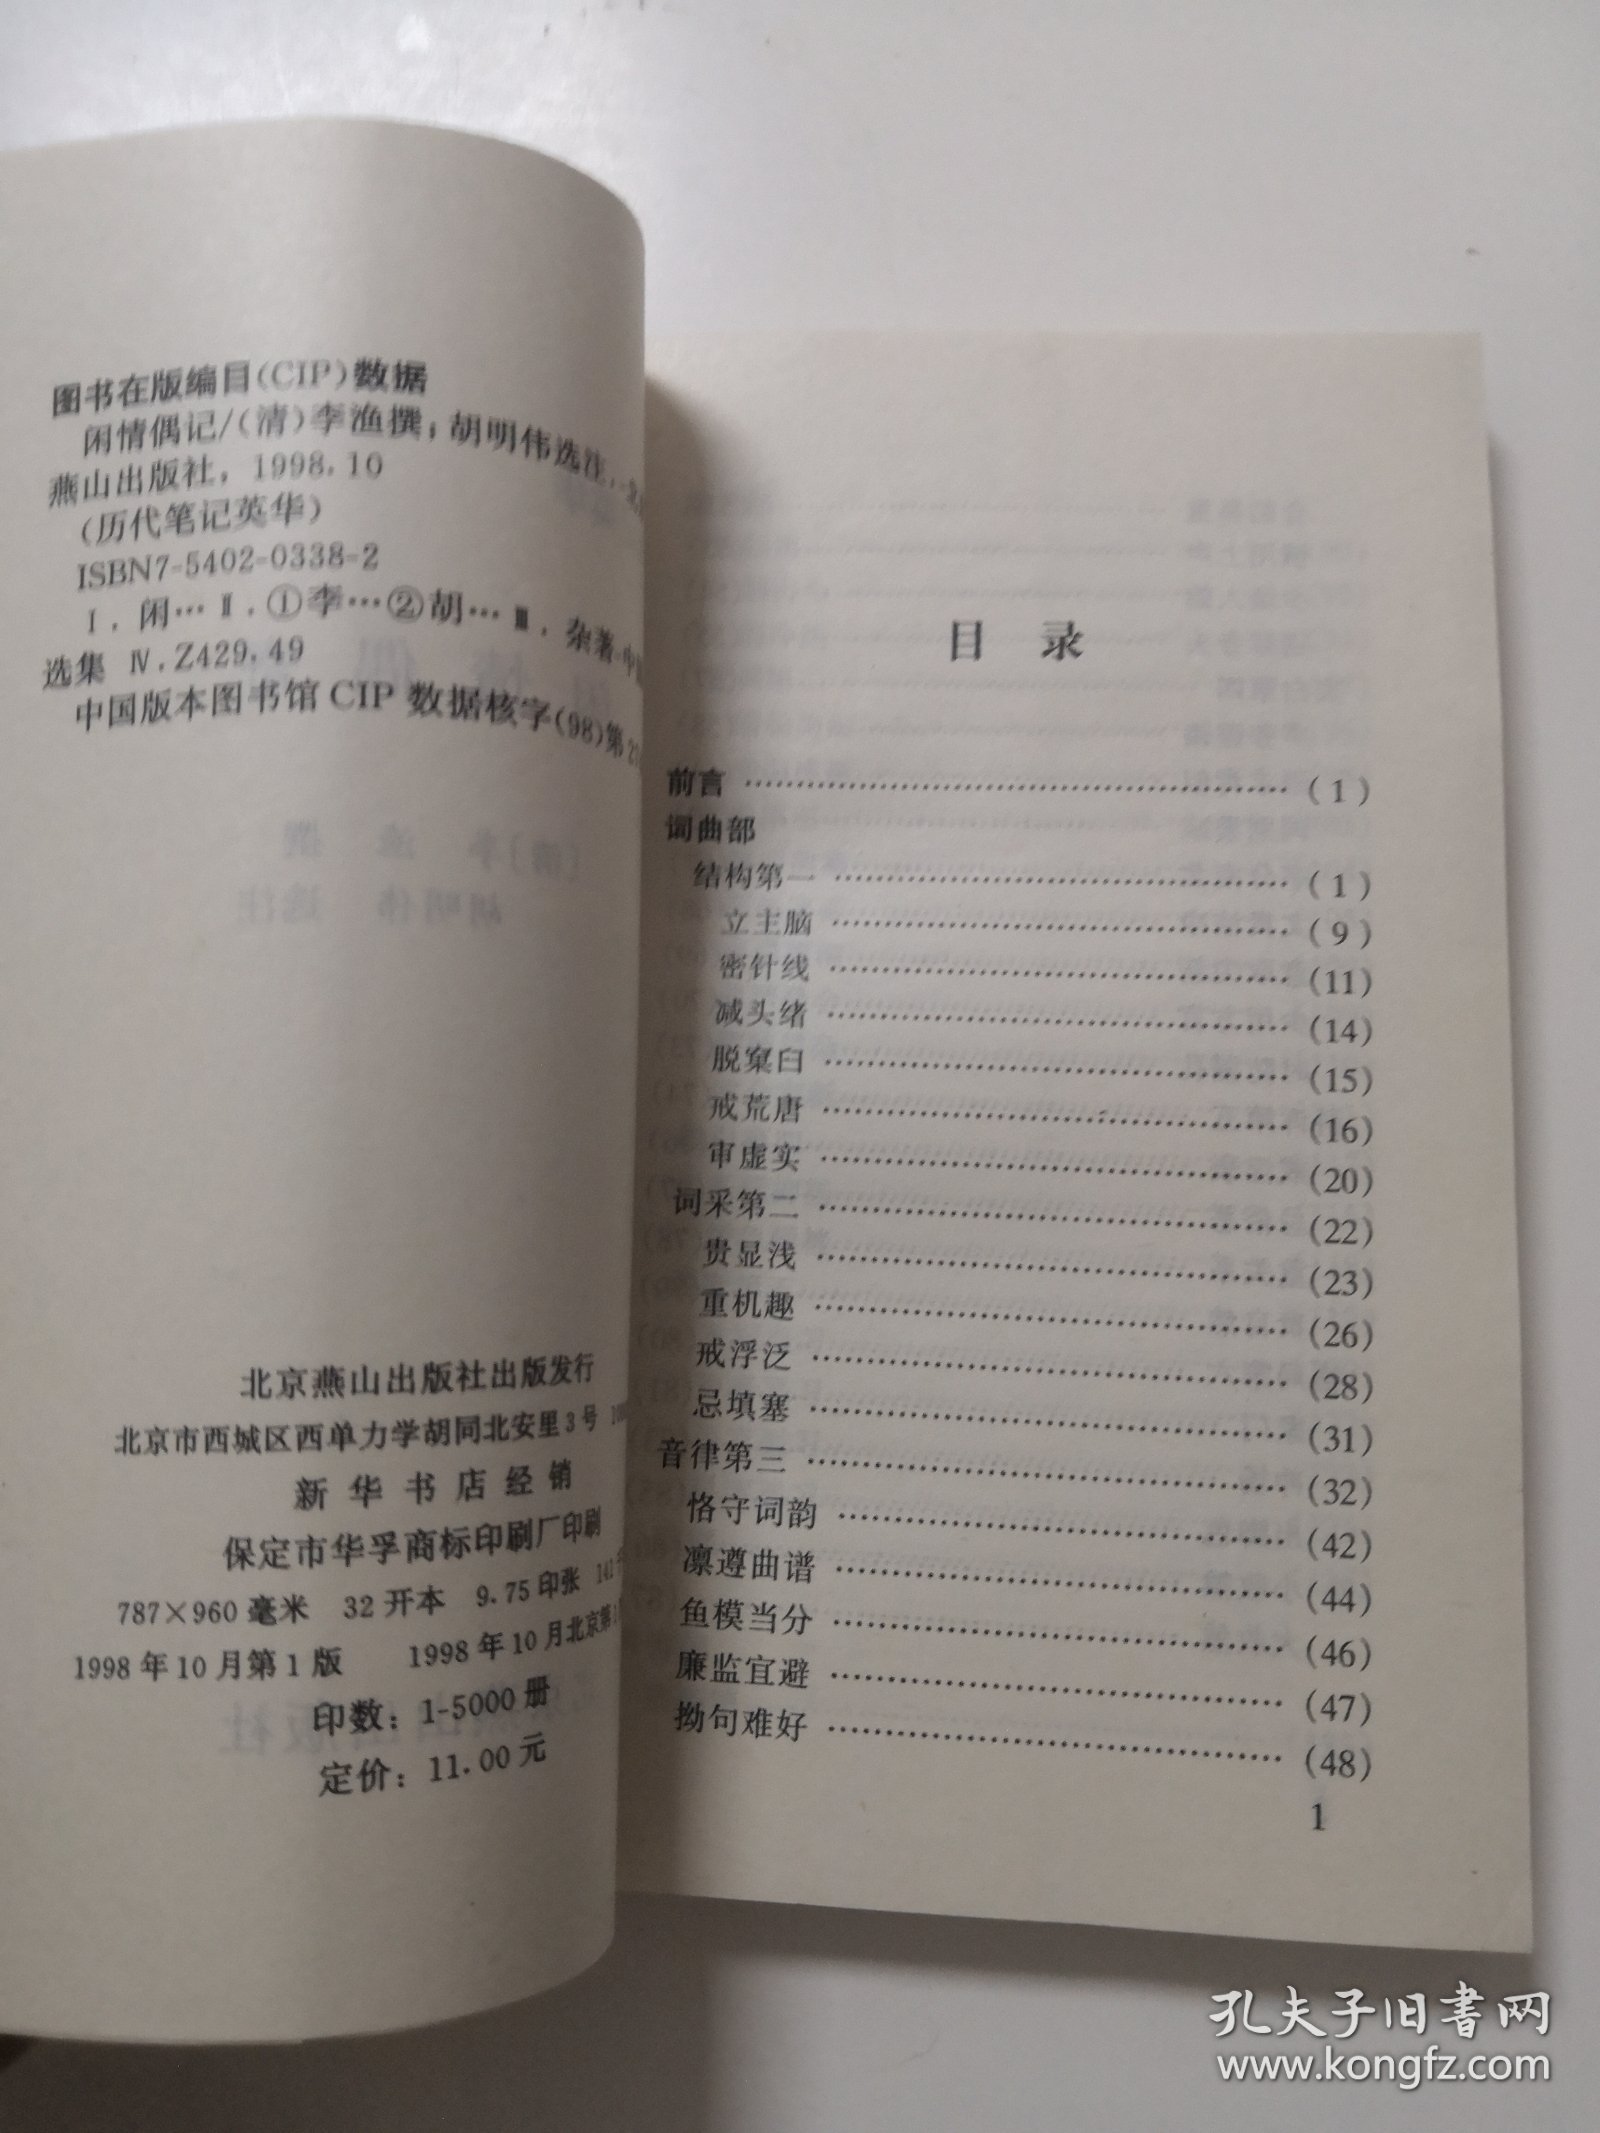 图书在版编目(CIP)数据
闲情偶记/(清)李渔撰,胡明伟选注.
燕山出版社,1998.10
(历代笔记英华)
ISBN7-5402-0338-2
Ⅰ.闲…Ⅱ.①李…②胡…Ⅲ.杂著-中
选集 Ⅳ.Z429.49
中国版本图书馆CIP数据核字(98)第2
北京燕山出版社出版发行
北京市西城区西单力学胡同北安里3号
新华书店经销
保定市华孚商标印刷厂印刷
787×960毫米 32开本 9.75印张 141
1998年10月第1版 1998年10月北京第1
印数:1-5000册
定价:11.00元
目 录
前言 ……(1)
词曲部
结构第一 ……(1)
立主脑 ……(9)
密针线 ……(11)
减头绪 ……(14)
脱窠臼 ……(15)
戒荒唐 ……(16)
审虚实 ……(20)
词采第二 ……(22)
贵显浅 ……(23)
重机趣 ……(26)
戒浮泛 ……(28)
忌填塞 ……(31)
音律第三 ……(32)
恪守词韵 ……(42)
凛遵曲谱 ……(44)
鱼模当分 ……(46)
廉监宜避 ……(47)
拗句难好 ……(48)
1
孔夫子旧书网
www.kongfz.com